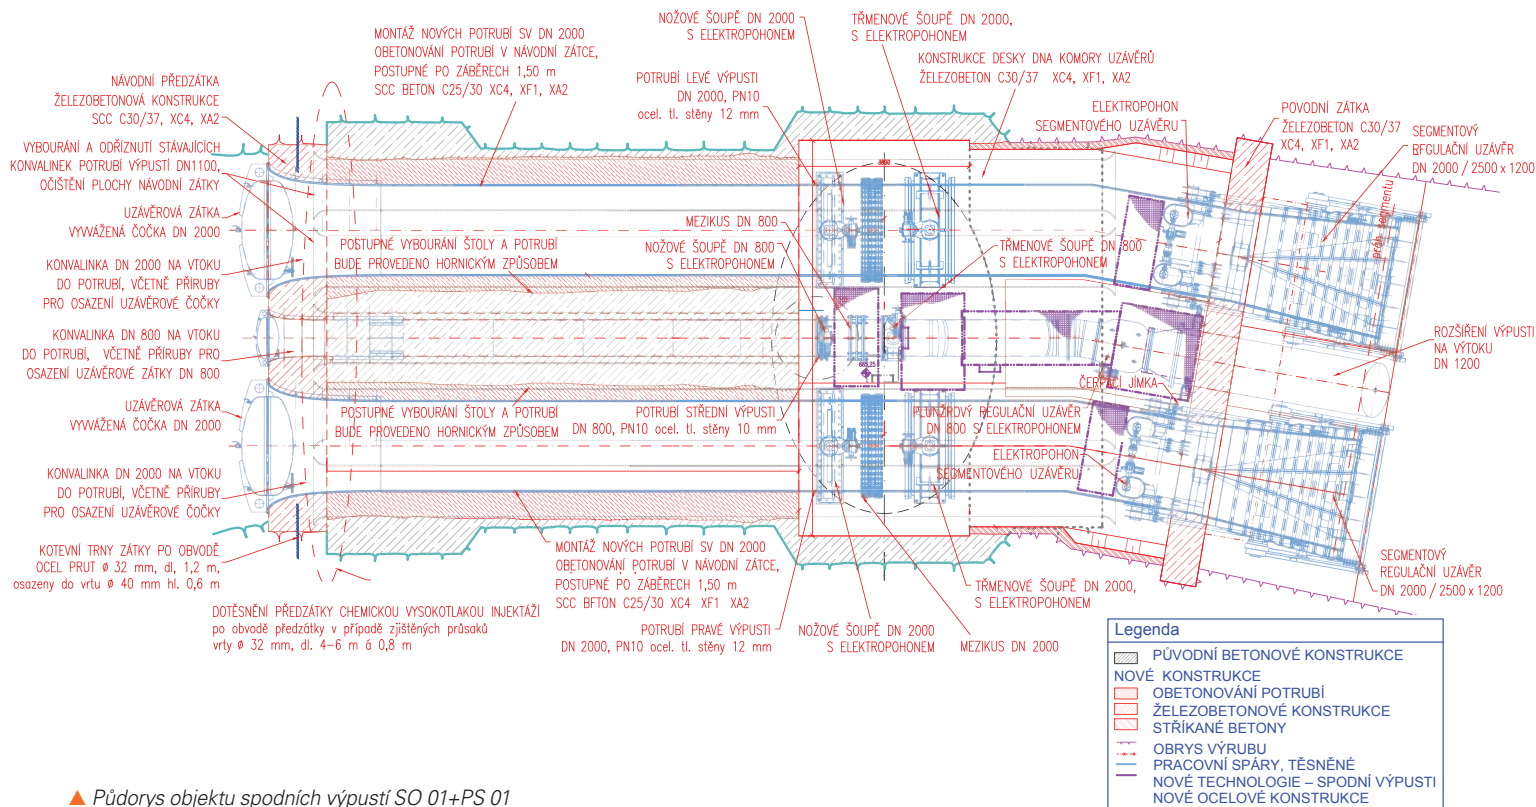 NÁVODNÍ PŘEDZÁTKA
ŽELEZOBETONOVÁ KONSTRUKCE
SCC C30/37, XC4, XA2
VYBOURÁNÍ A ODŘÍZNUTÍ STÁVAJÍCÍCH
KONVALINEK POTRUBÍ VÝPUSTÍ DN1100,
OČIŠTĚNÍ PLOCHY NÁVODNÍ ZÁTKY
UZÁVĚROVÁ ZÁTKA
VYVÁŽENÁ ČOČKA DN 2000
KONVALINKA DN 2000 NA VTOKU
DO POTRUBÍ, VČETNĚ PŘÍRUBY
PRO OSAZENÍ UZÁVĚROVÉ ČOČKY
KONVALINKA DN 800 NA VTOKU
DO POTRUBÍ, VČETNĚ PŘÍRUBY PRO
OSAZENÍ UZÁVĚROVÉ ZÁTKY DN 800
UZÁVĚROVÁ ZÁTKA
VYVÁŽENÁ ČOČKA DN 2000
KONVALINKA DN 2000 NA VTOKU
DO POTRUBÍ, VČETNĚ PŘÍRUBY
PRO OSAZENÍ UZÁVĚROVÉ ČOČKY
KOTEVNÍ TRNY ZÁTKY PO OBVODĚ
OCEL PRUT ø 32 mm, dl, 1,2 m,
osazeny do vrtu ø 40 mm hl. 0,6 m
MONTÁŽ NOVÝCH POTRUBÍ SV DN 2000
OBETONOVÁNÍ POTRUBÍ V NÁVODNÍ ZÁTCE,
POSTUPNÉ PO ZÁBĚRECH 1,50 m
SCC BETON C25/30 XC4, XF1, XA2
POTRUBÍ LEVÉ VÝPUSTI
DN 2000, PN10
ocel. tl. stěny 12 mm
NOŽOVÉ ŠOUPĚ DN 2000
S ELEKTROPOHONEM
TŘMENOVÉ ŠOUPĚ DN 2000,
S ELEKTROPOHONEM
KONSTRUKCE DESKY DNA KOMORY UZÁVĚRŮ
ŽELEZOBETON C30/37 XC4, XF1, XA2
ELEKTROPOHON
SEGMENTOVÉHO UZÁVĚRU
POVODNÍ ZÁTKA
ŽELEZOBETON C30/37
XC4, XF1, XA2
SEGMENTOVÝ
REGULAČNÍ UZÁVĚR
DN 2000 / 2500 x 1200
práh segmentu
MEZIKUS DN 800
NOŽOVÉ ŠOUPĚ DN 800
S ELEKTROPOHONEM
TŘMENOVÉ ŠOUPĚ DN 800
S ELEKTROPOHONEM
POSTUPNÉ VYBOURÁNÍ ŠTOLY A POTRUBÍ
BUDE PROVEDENO HORNICKÝM ZPŮSOBEM
ROZŠÍŘENÍ VÝPUSTI
NA VÝTOKU
DN 1200
665,25
ČERPACÍ JÍMKA
POSTUPNÉ VYBOURÁNÍ ŠTOLY A POTRUBÍ
BUDE PROVEDENO HORNICKÝM ZPŮSOBEM
POTRUBÍ STŘEDNÍ VÝPUSTI
DN 800, PN10 ocel. tl. stěny 10 mm
PLUNŽROVÝ REGULAČNÍ UZÁVĚR
DN 800 S ELEKTROPOHONEM
ELEKTROPOHON
SEGMENTOVÉHO UZÁVĚRU
MONTÁŽ NOVÝCH POTRUBÍ SV DN 2000
OBETONOVÁNÍ POTRUBÍ V NÁVODNÍ ZÁTCE,
POSTUPNÉ PO ZÁBĚRECH 1,50 m
SCC BFTON C25/30 XC4 XF1 XA2
TŘMENOVÉ ŠOUPĚ DN 2000,
S ELEKTROPOHONEM
SEGMENTOVÝ
REGULAČNÍ UZÁVĚR
DN 2000 / 2500 x 1200
DOTĚSNĚNÍ PŘEDZÁTKY CHEMICKOU VYSOKOTLAKOU INJEKTÁŽÍ
po obvodě předzátky v případě zjištěných průsaků
vrty ø 32 mm, dl. 4-6 m á 0,8 m
POTRUBÍ PRAVÉ VÝPUSTI
DN 2000, PN10 ocel. tl. stěny 12 mm
NOŽOVÉ ŠOUPĚ DN 2000
S ELEKTROPOHONEM
MEZIKUS DN 2000
Legenda
PŮVODNÍ BETONOVÉ KONSTRUKCE
NOVÉ KONSTRUKCE
OBETONOVÁNÍ POTRUBÍ
ŽELEZOBETONOVÉ KONSTRUKCE
STŘÍKANÉ BETONY
OBRYS VÝRUBU
PRACOVNÍ SPÁRY, TĚSNĚNÉ
NOVÉ TECHNOLOGIE – SPODNÍ VÝPUSTI
NOVÉ OCELOVÉ KONSTRUKCE
▲ Půdorys objektu spodních výpustí SO 01+PS 01